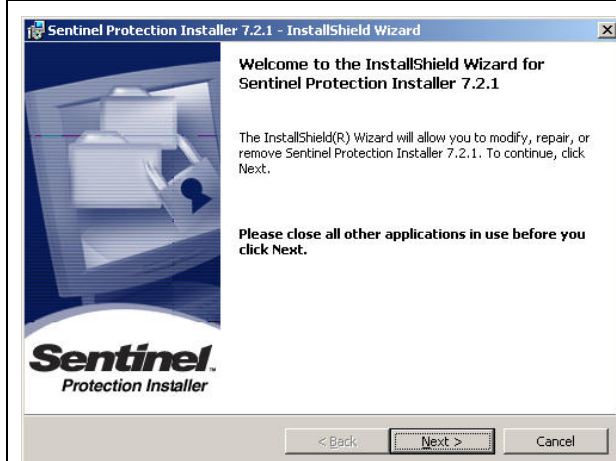 Sentinel Protection Installer 7.2.1 - InstallShield Wizard
Welcome to the InstallShield Wizard for
Sentinel Protection Installer 7.2.1
The InstallShield(R) Wizard will allow you to modify, repair, or
remove Sentinel Protection Installer 7.2.1. To continue, click
Next.
Please close all other applications in use before you
click Next.
Sentinel™
Protection Installer
< Back Next > Cancel